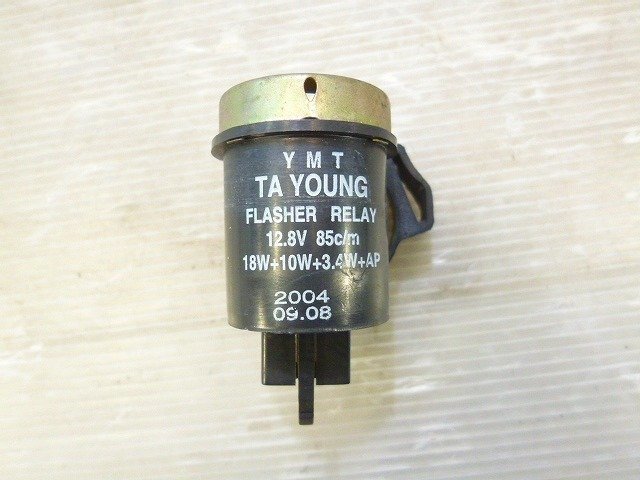 Y M T
TA YOUNG
FLASHER RELAY
12.8V 85c/m
18W+10W+3.4W+AP
2004
09.08